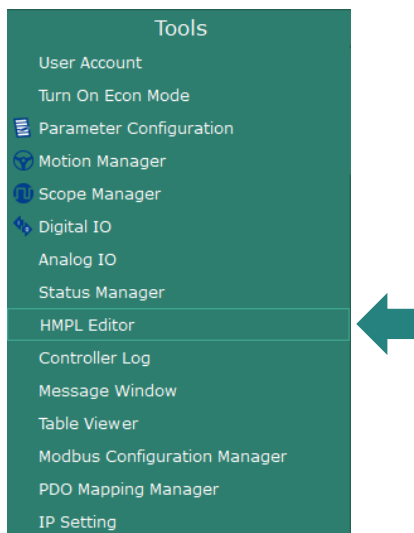 Tools
User Account
Turn On Econ Mode
Parameter Configuration
Motion Manager
Scope Manager
Digital IO
Analog IO
Status Manager
HMPL Editor
Controller Log
Message Window
Table Viewer
Modbus Configuration Manager
PDO Mapping Manager
IP Setting